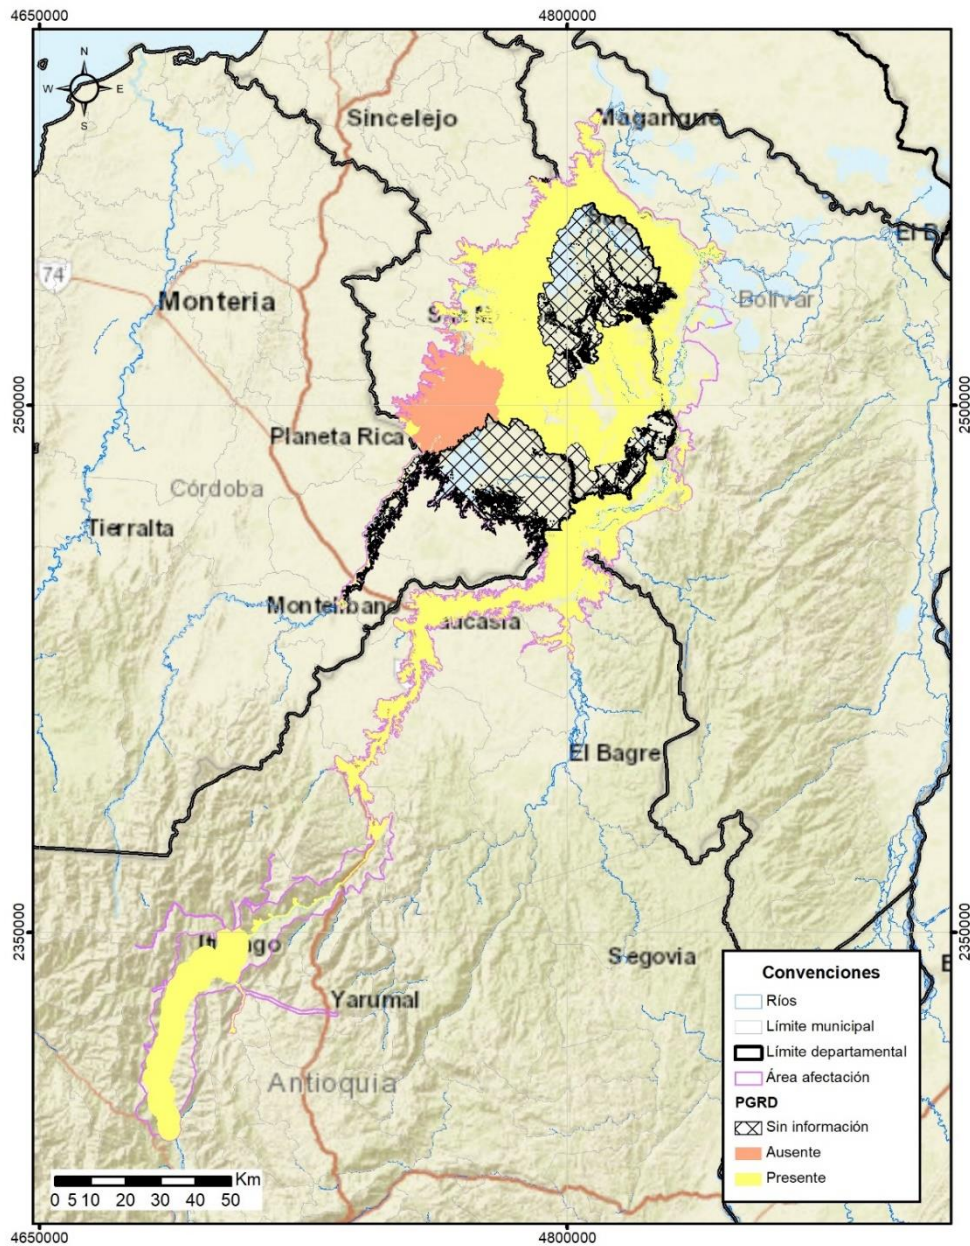 4650000
4800000
N
W
E
S
Sincelejo
Magangué
74
Monteria
Bolívar
2500000
2500000
Planeta Rica
Córdoba
Tierralta
Montelibano
El Bagre
2350000
2350000
Segovia
Yarumal
Antioquia
Convenciones
Ríos
Límite municipal
Límite departamental
Área afectación
PGRD
Sin información
Ausente
Presente
Km
0 5 10 20 30 40 50
4650000
4800000